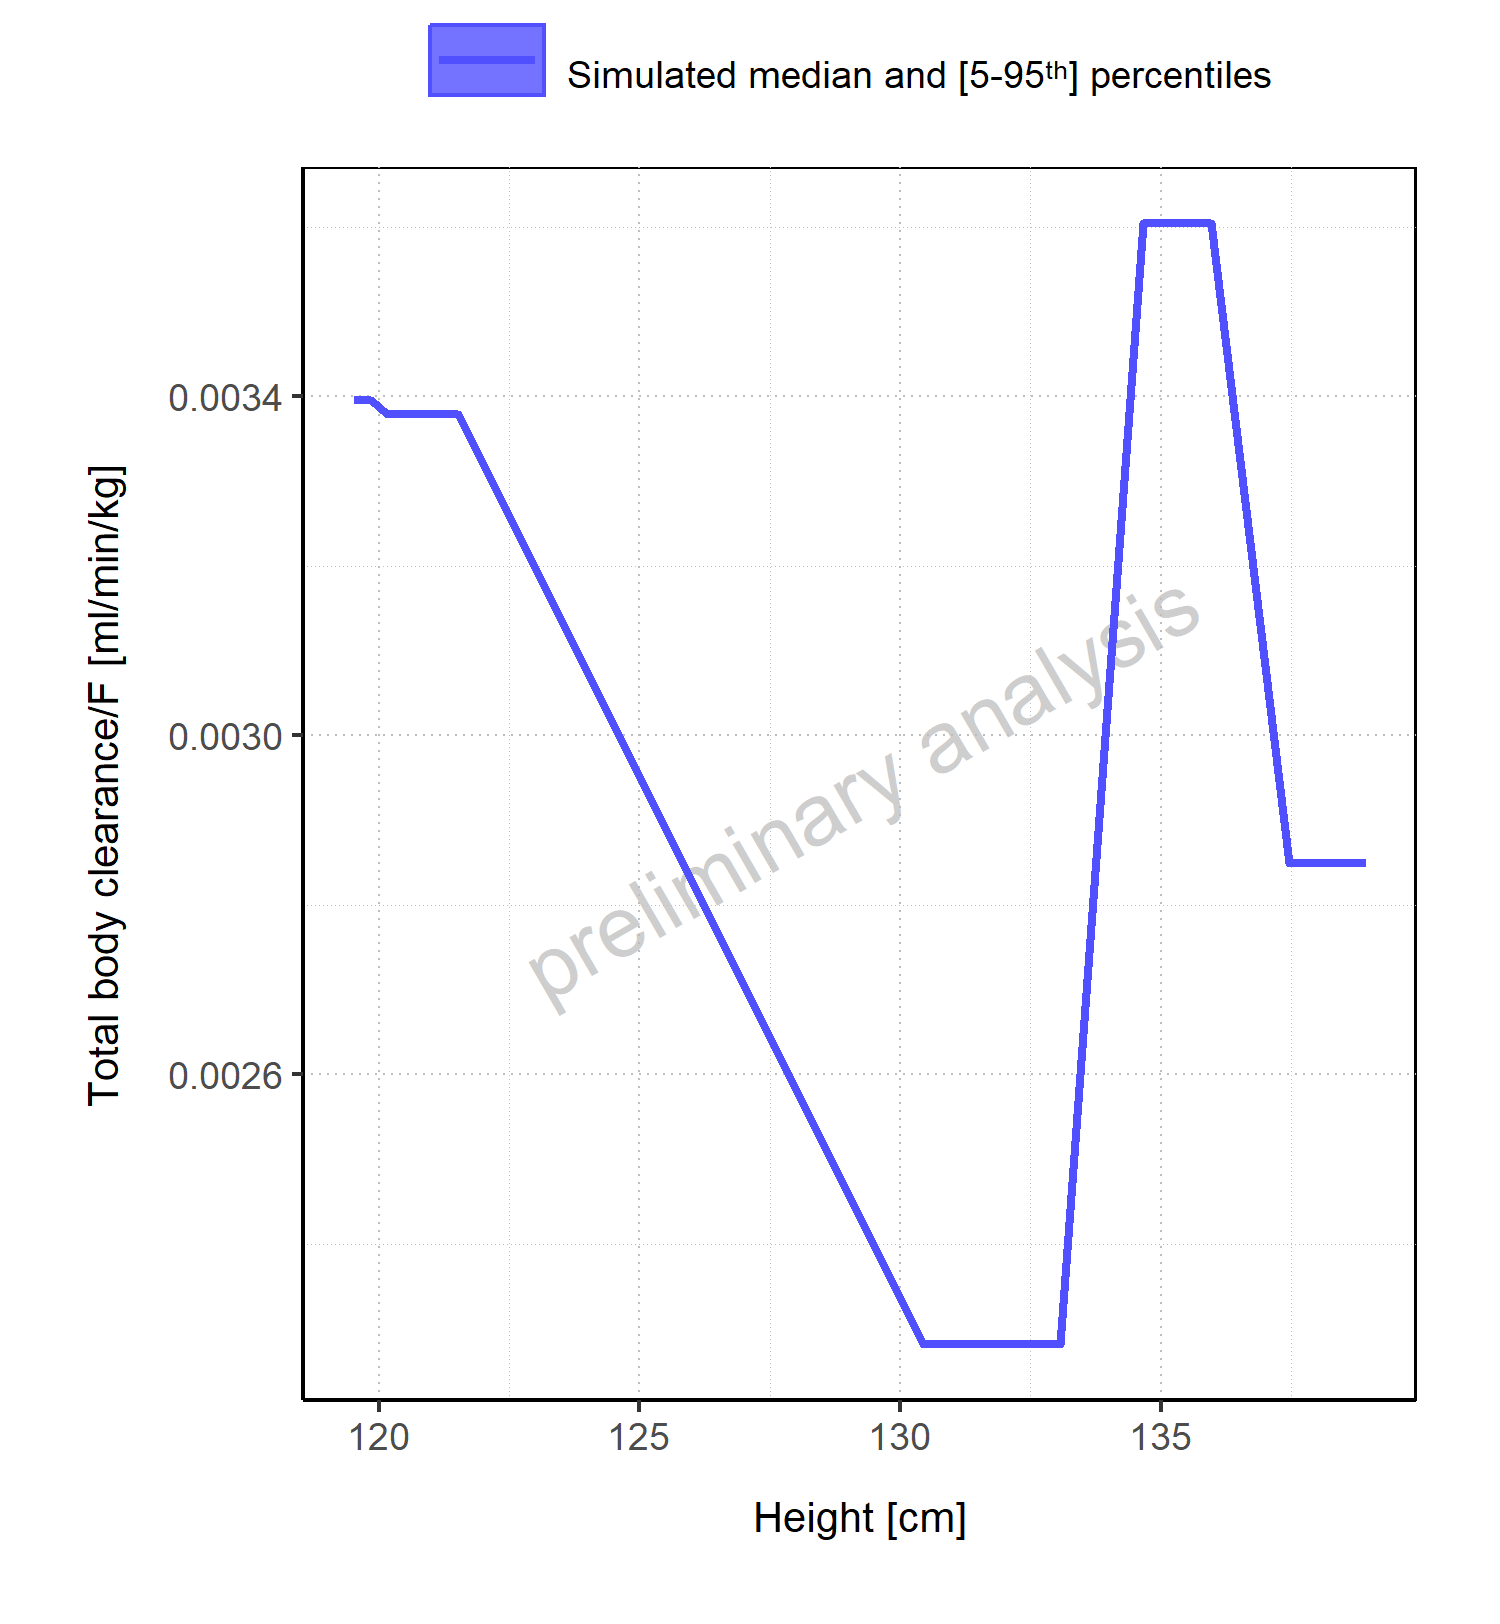 Simulated median and [5-95th] percentiles
Total body clearance/F [ml/min/kg]
0.0034
0.0030
0.0026
preliminary analysis
120 125 130 135
Height [cm]